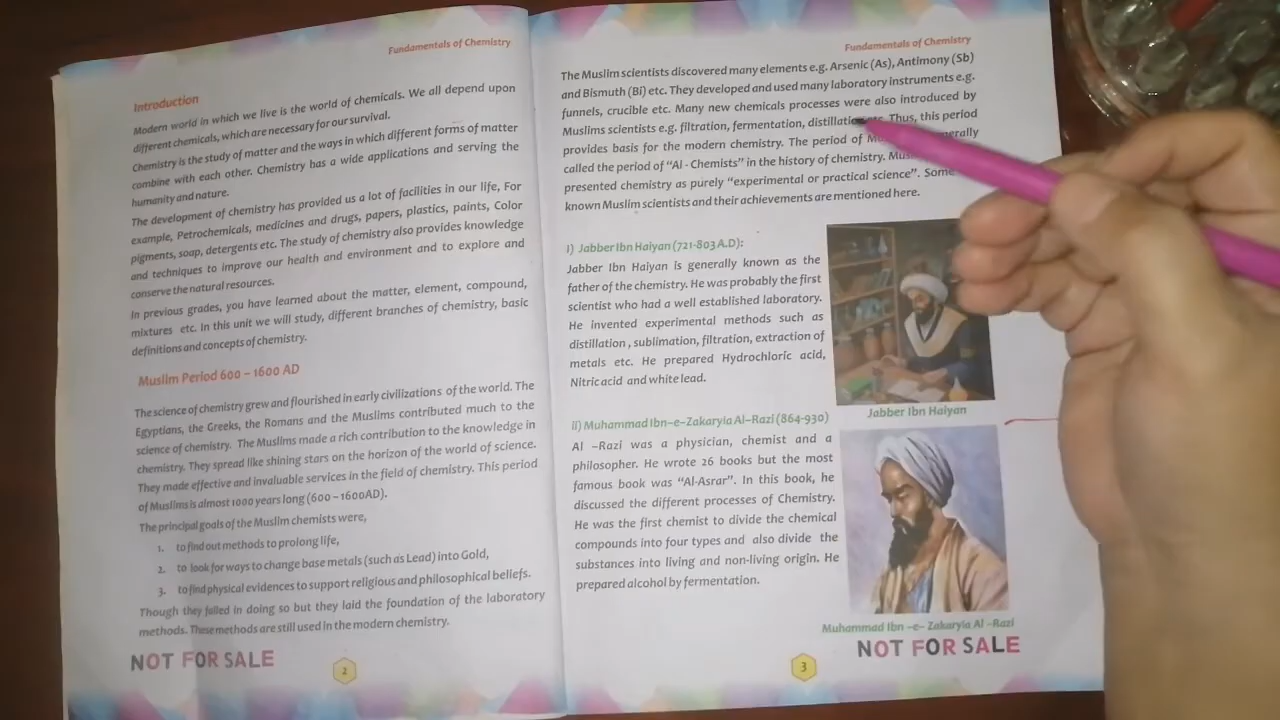 Fundamentals of Chemistry
Introduction
Modern world in which we live is the world of chemicals. We all depend upon
different chemicals, which are necessary for our survival.
Chemistry is the study of matter and the ways in which different forms of matter
combine with each other. Chemistry has a wide applications and serving the
humanity and nature.
The development of chemistry has provided us a lot of facilities in our life, For
example, Petrochemicals, medicines and drugs, papers, plastics, paints, Color
pigments, soap, detergents etc. The study of chemistry also provides knowledge
and techniques to improve our health and environment and to explore and
conserve the natural resources.
In previous grades, you have learned about the matter, element, compound,
mixtures etc. In this unit we will study, different branches of chemistry, basic
definitions and concepts of chemistry.
Muslim Period 600 – 1600 AD
The science of chemistry grew and flourished in early civilizations of the world. The
Egyptians, the Greeks, the Romans and the Muslims contributed much to the
science of chemistry. The Muslims made a rich contribution to the knowledge in
chemistry. They spread like shining stars on the horizon of the world of science.
They made effective and invaluable services in the field of chemistry. This period
of Muslims is almost 1000 years long (600 – 1600AD).
The principal goals of the Muslim chemists were,
1. to find out methods to prolong life,
2. to look for ways to change base metals (such as Lead) into Gold,
3. to find physical evidences to support religious and philosophical beliefs.
Though they failed in doing so but they laid the foundation of the laboratory
methods. These methods are still used in the modern chemistry.
NOT FOR SALE
2
Fundamentals of Chemistry
The Muslim scientists discovered many elements e.g. Arsenic (As), Antimony (Sb)
and Bismuth (Bi) etc. They developed and used many laboratory instruments e.g.
funnels, crucible etc. Many new chemicals processes were also introduced by
Muslims scientists e.g. filtration, fermentation, distillation Thus, this period
provides basis for the modern chemistry. The period of
called the period of “Al - Chemists” in the history of chemistry.
presented chemistry as purely “experimental or practical science”. Some
known Muslim scientists and their achievements are mentioned here.
i) Jabber Ibn Haiyan (721-803 A.D):
Jabber Ibn Haiyan is generally known as the
father of the chemistry. He was probably the first
scientist who had a well established laboratory.
He invented experimental methods such as
distillation , sublimation, filtration, extraction of
metals etc. He prepared Hydrochloric acid,
Nitric acid and white lead.
Jabber Ibn Haiyan
ii) Muhammad Ibn–e–Zakaryia Al–Razi (864-930)
Al –Razi was a physician, chemist and a
philosopher. He wrote 26 books but the most
famous book was “Al-Asrar”. In this book, he
discussed the different processes of Chemistry.
He was the first chemist to divide the chemical
compounds into four types and also divide the
substances into living and non-living origin. He
prepared alcohol by fermentation.
Muhammad Ibn –e– Zakaryia Al –Razi
NOT FOR SALE
3